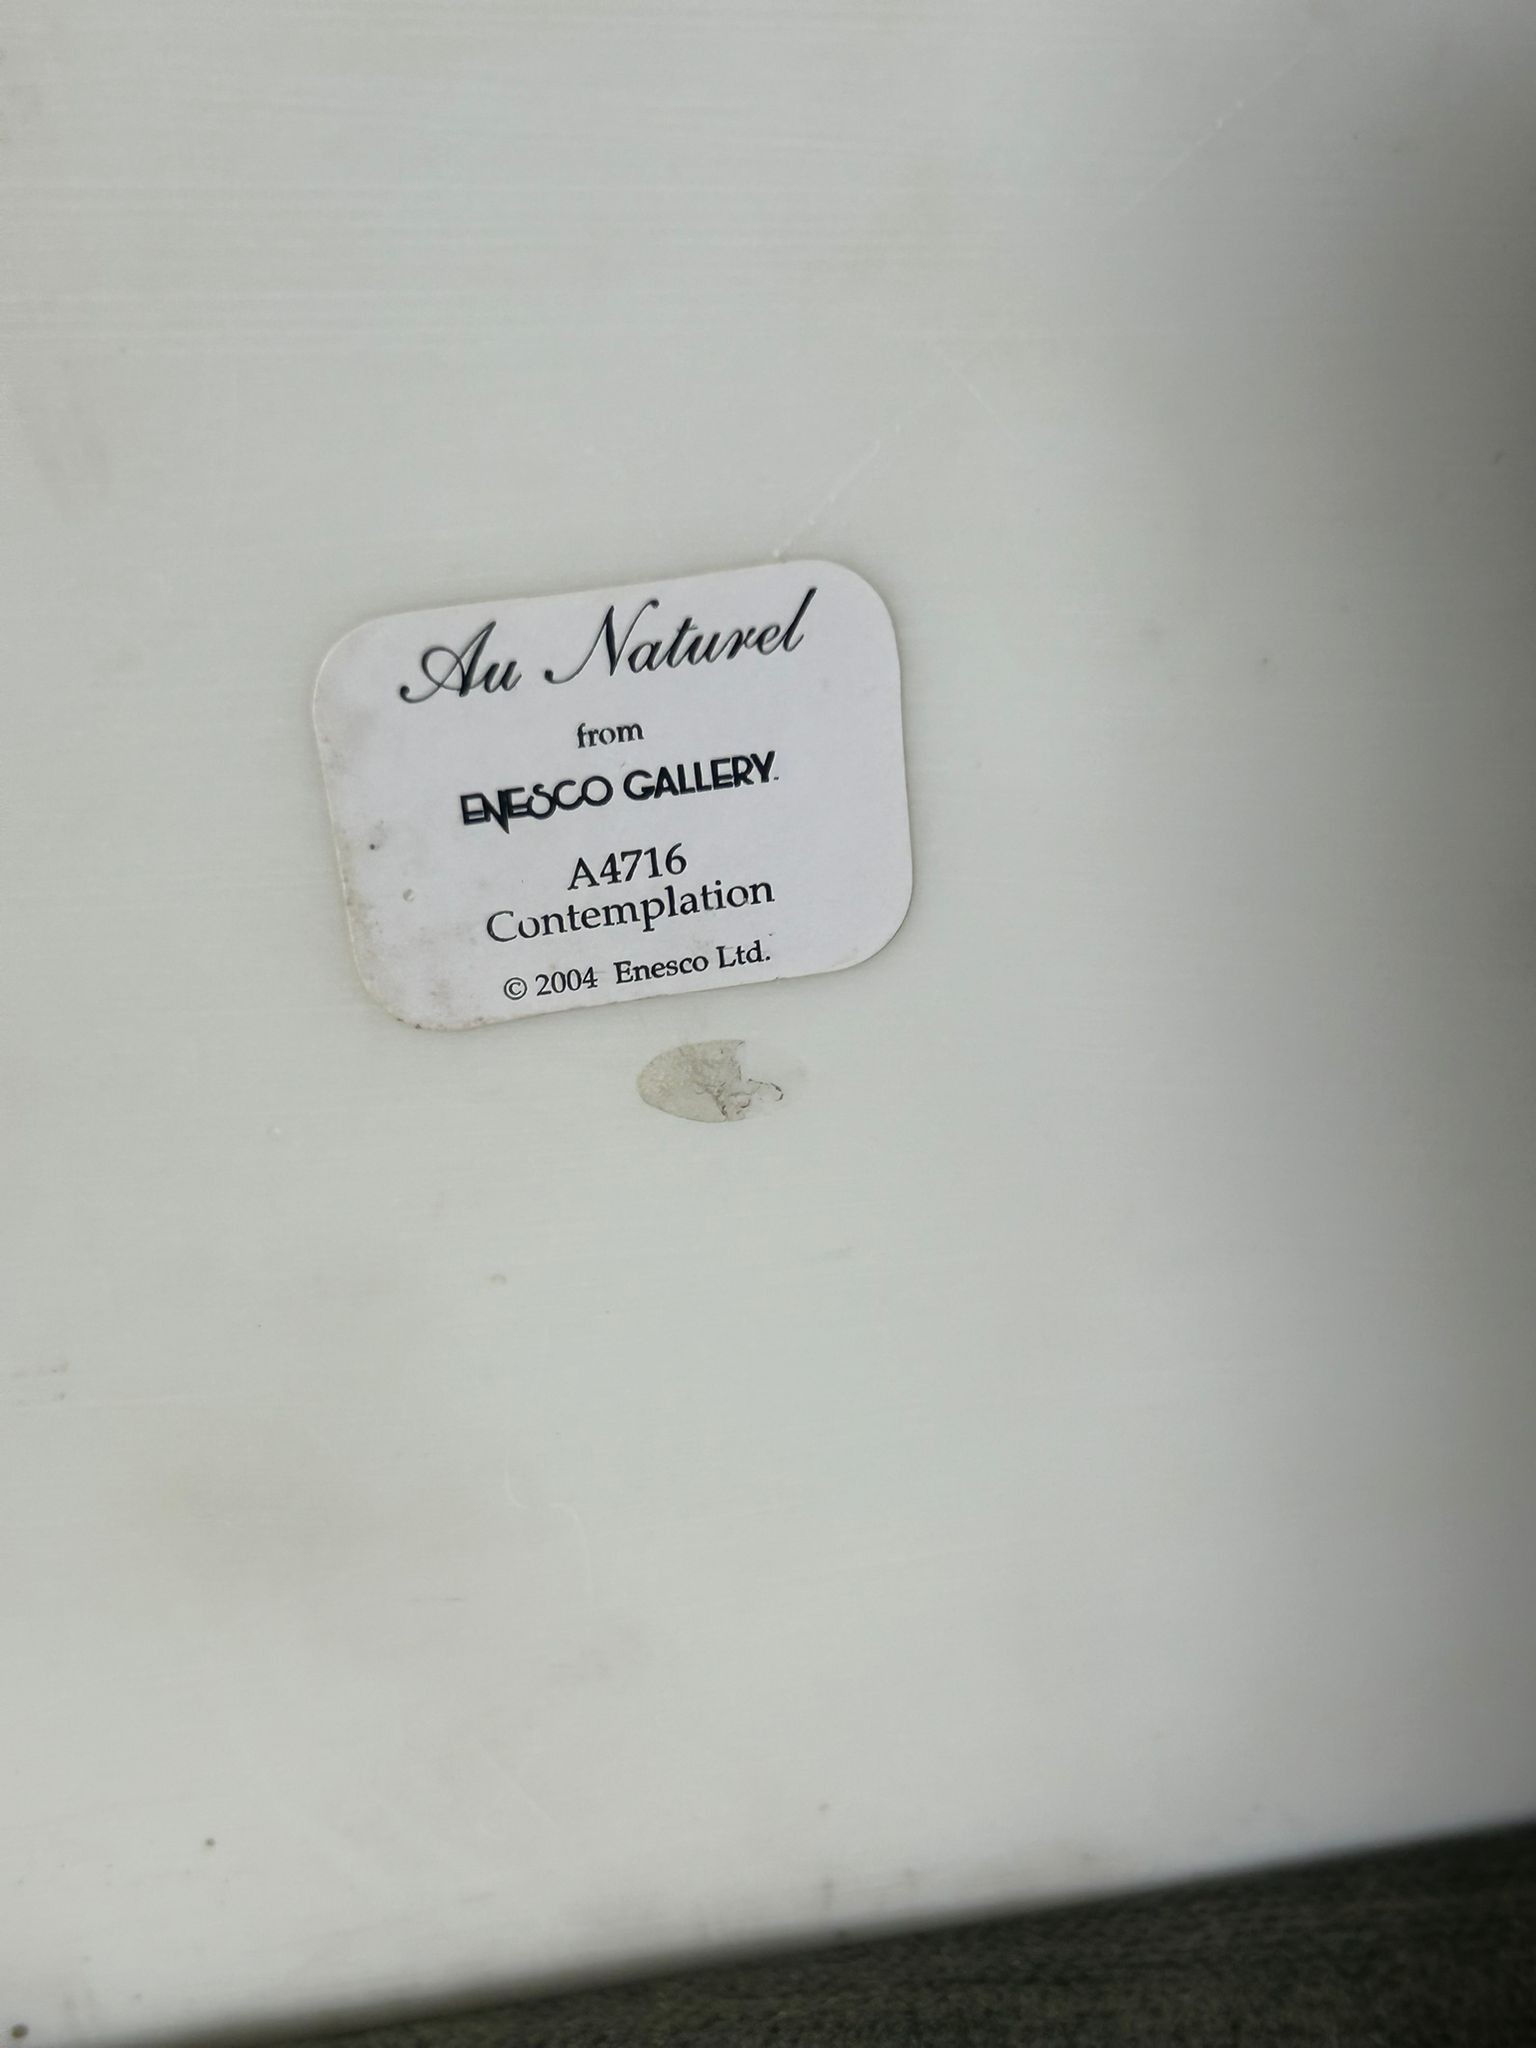 Au Naturel
from
ENESCO GALLERY.
A4716
Contemplation
© 2004 Enesco Ltd.